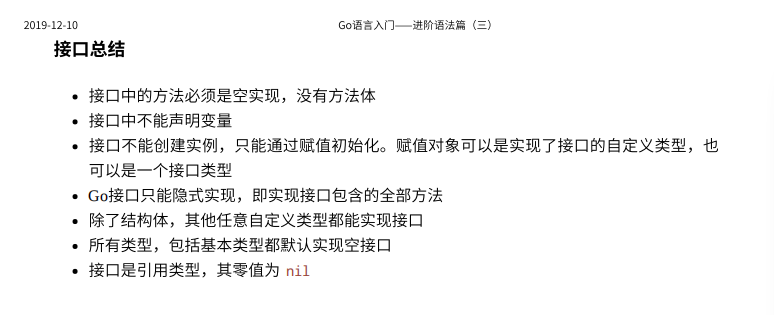 2019-12-10
Go语言入门——进阶语法篇（三）
接口总结
接口中的方法必须是空实现，没有方法体
接口中不能声明变量
接口不能创建实例，只能通过赋值初始化。赋值对象可以是实现了接口的自定义类型，也
可以是一个接口类型
Go接口只能隐式实现，即实现接口包含的全部方法
除了结构体，其他任意自定义类型都能实现接口
所有类型，包括基本类型都默认实现空接口
接口是引用类型，其零值为 nil